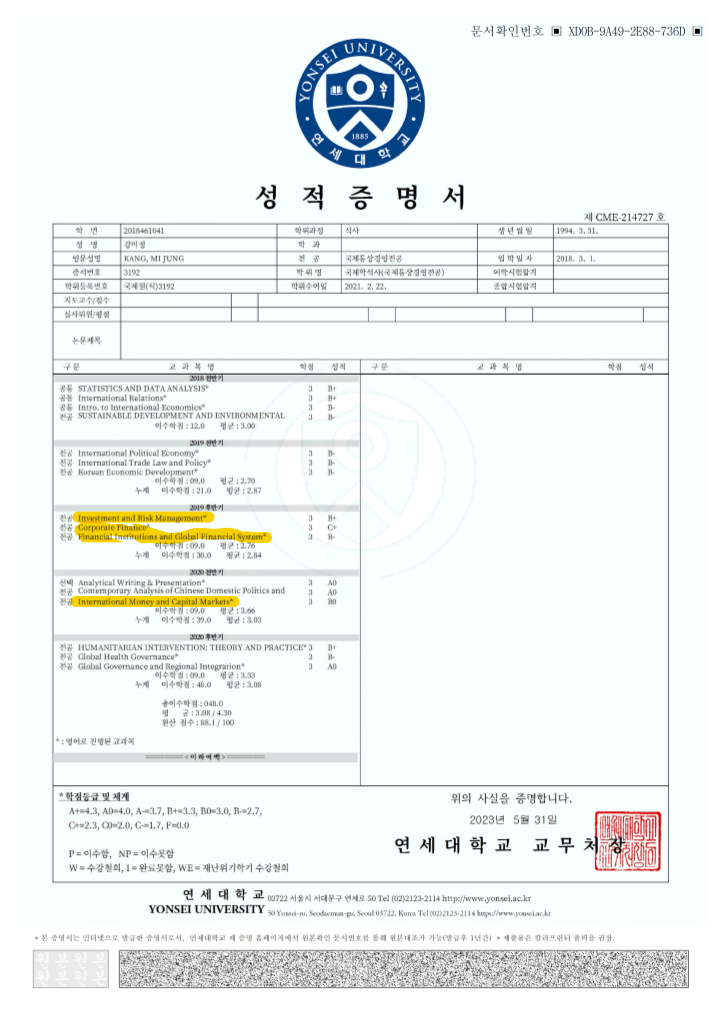 문서확인번호 ▣ XD0B-9A49-2E88-736D ▣
YONSEI UNIVERSITY
1885
연세대학교
성 적 증 명 서
제 CME-214727 호
학 번 2018461041 학위과정 석사 생년월일 1994. 3. 31.
성 명 강미정 학 과
영문성명 KANG, MI JUNG 전 공 국제통상경영전공 입학일자 2018. 3. 1.
증서번호 3192 학위명 국제학석사(국제통상경영전공) 어학시험합격
학위등록번호 국제원(석)3192 학위수여일 2021. 2. 22. 종합시험합격
지도교수/점수
심사위원/평점
논문제목
구분 교 과 목 명 학점 성적 구분 교 과 목 명 학점 성적
2018 전반기
공통 STATISTICS AND DATA ANALYSIS* 3 B+
공통 International Relations* 3 B+
공통 Intro. to International Economics* 3 B-
전공 SUSTAINABLE DEVELOPMENT AND ENVIRONMENTAL 3 B-
이수학점 : 12.0 평균 : 3.00
2019 전반기
전공 International Political Economy* 3 B-
전공 International Trade Law and Policy* 3 B-
전공 Korean Economic Development* 3 B-
이수학점 : 09.0 평균 : 2.70
누계 이수학점 : 21.0 평균 : 2.87
2019 후반기
전공 Investment and Risk Management* 3 B+
전공 Corporate Finance* 3 C+
전공 Financial Institutions and Global Financial System* 3 B-
이수학점 : 09.0 평균 : 2.76
누계 이수학점 : 30.0 평균 : 2.84
2020 전반기
선택 Analytical Writing & Presentation* 3 A0
전공 Contemporary Analysis of Chinese Domestic Politics and 3 A0
전공 International Money and Capital Markets* 3 B0
이수학점 : 09.0 평균 : 3.66
누계 이수학점 : 39.0 평균 : 3.03
2020 후반기
전공 HUMANITARIAN INTERVENTION: THEORY AND PRACTICE* 3 B+
전공 Global Health Governance* 3 B-
전공 Global Governance and Regional Integration* 3 A0
이수학점 : 09.0 평균 : 3.33
누계 이수학점 : 48.0 평균 : 3.08
총이수학점 : 048.0
평 균 : 3.08 / 4.30
환산 점수 : 88.1 / 100
* : 영어로 진행된 교과목
========= < 이 하 여 백 > =========
*학점등급 및 체계
A+=4.3, A0=4.0, A-=3.7, B+=3.3, B0=3.0, B-=2.7,
C+=2.3, C0=2.0, C-=1.7, F=0.0
P = 이수함, NP = 이수못함
W = 수강철회, I = 완료못함, WE = 재난위기학기 수강철회
위의 사실을 증명합니다.
2023년 5월 31일
연 세 대 학 교 교 무 처 장
연 세 대 학 교 03722 서울시 서대문구 연세로 50 Tel (02)2123-2114 http://www.yonsei.ac.kr
YONSEI UNIVERSITY 50 Yonsei-ro, Seodaemun-gu, Seoul 03722, Korea Tel (02)2123-2114 http://www.yonsei.ac.kr
* 본 증명서는 인터넷으로 발급한 증명서로서, 연세대학교 제 증명 홈페이지에서 원본확인 문서번호를 통해 원본대조가 가능(발급후 1년간) * 제출용은 칼라프린터 출력을 권장.
원본 원본
원본 원본